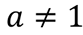 𝑎 ≠ 1